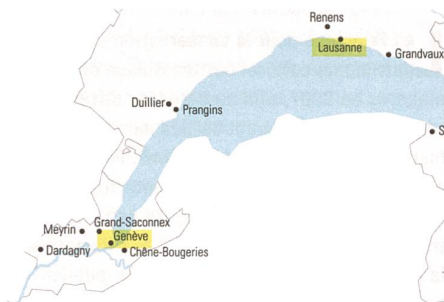 Renens
Lausanne
Grandvaux
Duillier
Prangins
S
Meyrin
Grand-Saconnex
Genève
Dardagny
Chêne-Bougeries